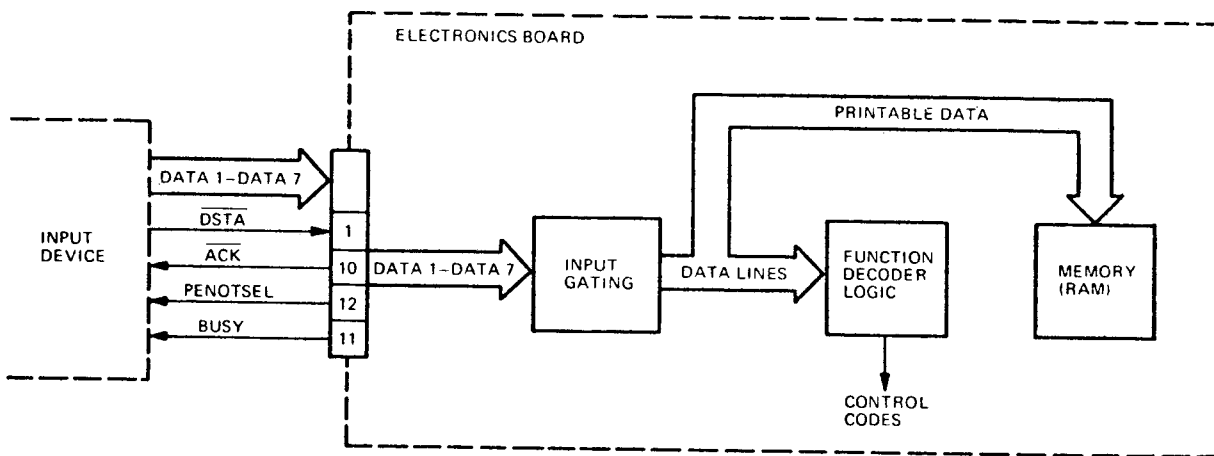 ELECTRONICS BOARD
PRINTABLE DATA
DATA 1–DATA 7
INPUT
DEVICE
DSTA
1
ACK
10
PENOTSEL
12
BUSY
11
DATA 1–DATA 7
INPUT
GATING
DATA LINES
FUNCTION
DECODER
LOGIC
MEMORY
(RAM)
CONTROL
CODES